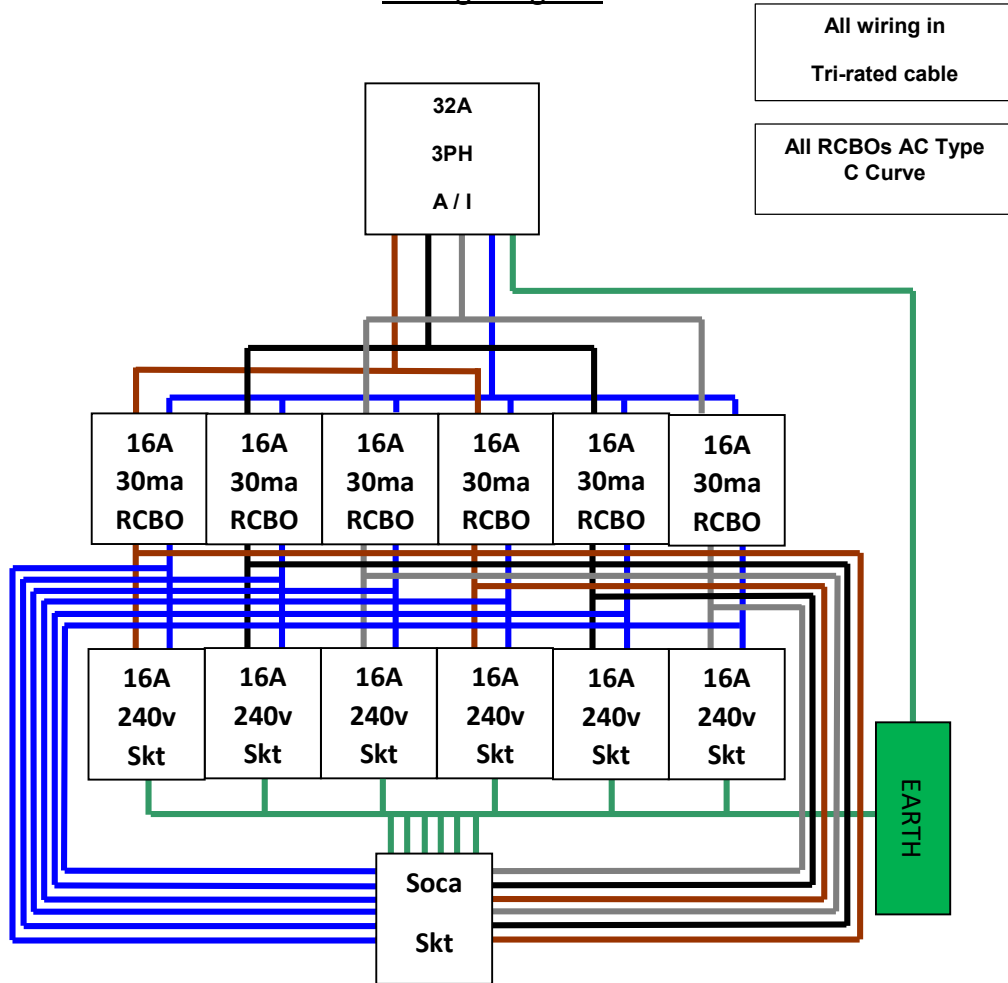 All wiring in
Tri-rated cable
32A
3PH
A / I
All RCBOs AC Type
C Curve
16A
30ma
RCBO
16A
30ma
RCBO
16A
30ma
RCBO
16A
30ma
RCBO
16A
30ma
RCBO
16A
30ma
RCBO
16A
240v
Skt
16A
240v
Skt
16A
240v
Skt
16A
240v
Skt
16A
240v
Skt
16A
240v
Skt
EARTH
Soca
Skt